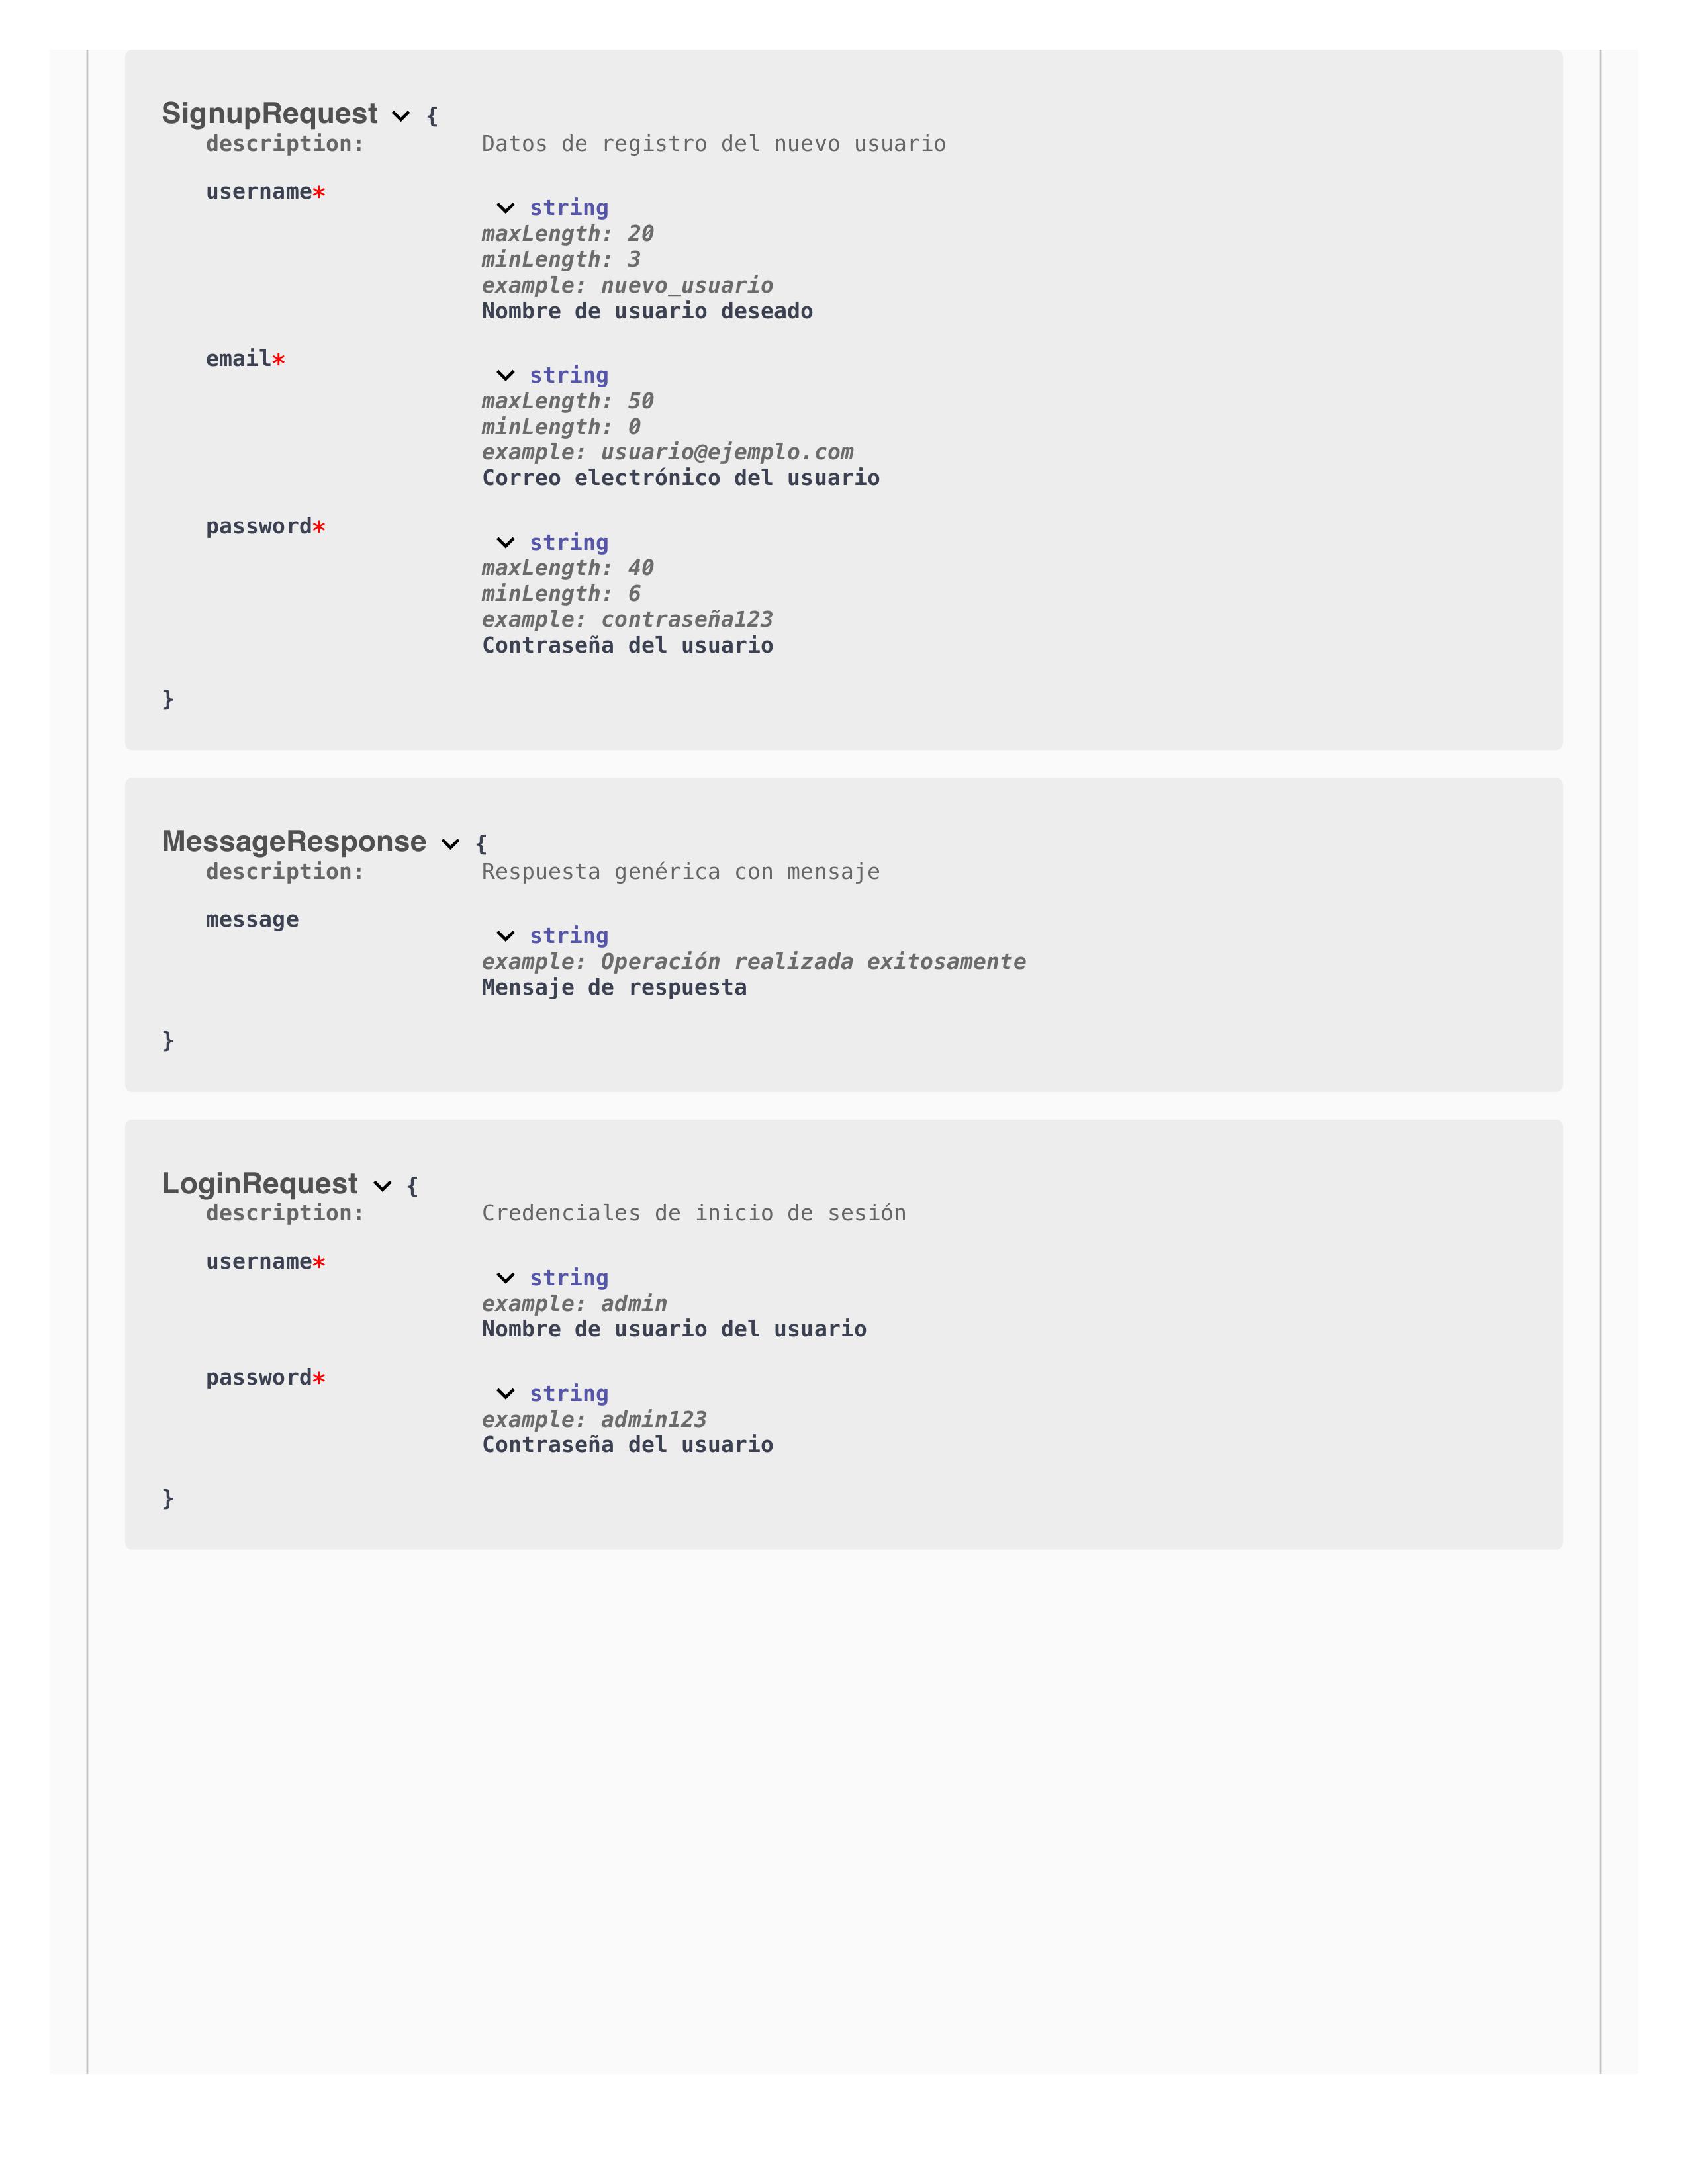 SignupRequest {
description: Datos de registro del nuevo usuario
username*
string
maxLength: 20
minLength: 3
example: nuevo_usuario
Nombre de usuario deseado
email*
string
maxLength: 50
minLength: 0
example: usuario@ejemplo.com
Correo electrónico del usuario
password*
string
maxLength: 40
minLength: 6
example: contraseña123
Contraseña del usuario
}
MessageResponse {
description: Respuesta genérica con mensaje
message
string
example: Operación realizada exitosamente
Mensaje de respuesta
}
LoginRequest {
description: Credenciales de inicio de sesión
username*
string
example: admin
Nombre de usuario del usuario
password*
string
example: admin123
Contraseña del usuario
}